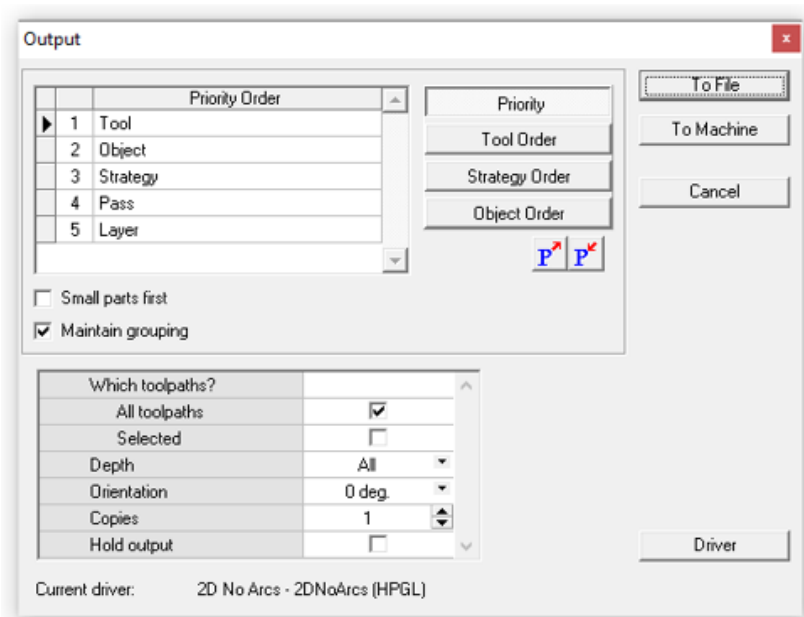 Output
x
Priority Order
1 Tool
2 Object
3 Strategy
4 Pass
5 Layer
Priority
Tool Order
Strategy Order
Object Order
P P
Small parts first
Maintain grouping
To File
To Machine
Cancel
Which toolpaths?
All toolpaths
Selected
Depth All
Orientation 0 deg.
Copies 1
Hold output
Driver
Current driver: 2D No Arcs - 2DNoArcs (HPGL)